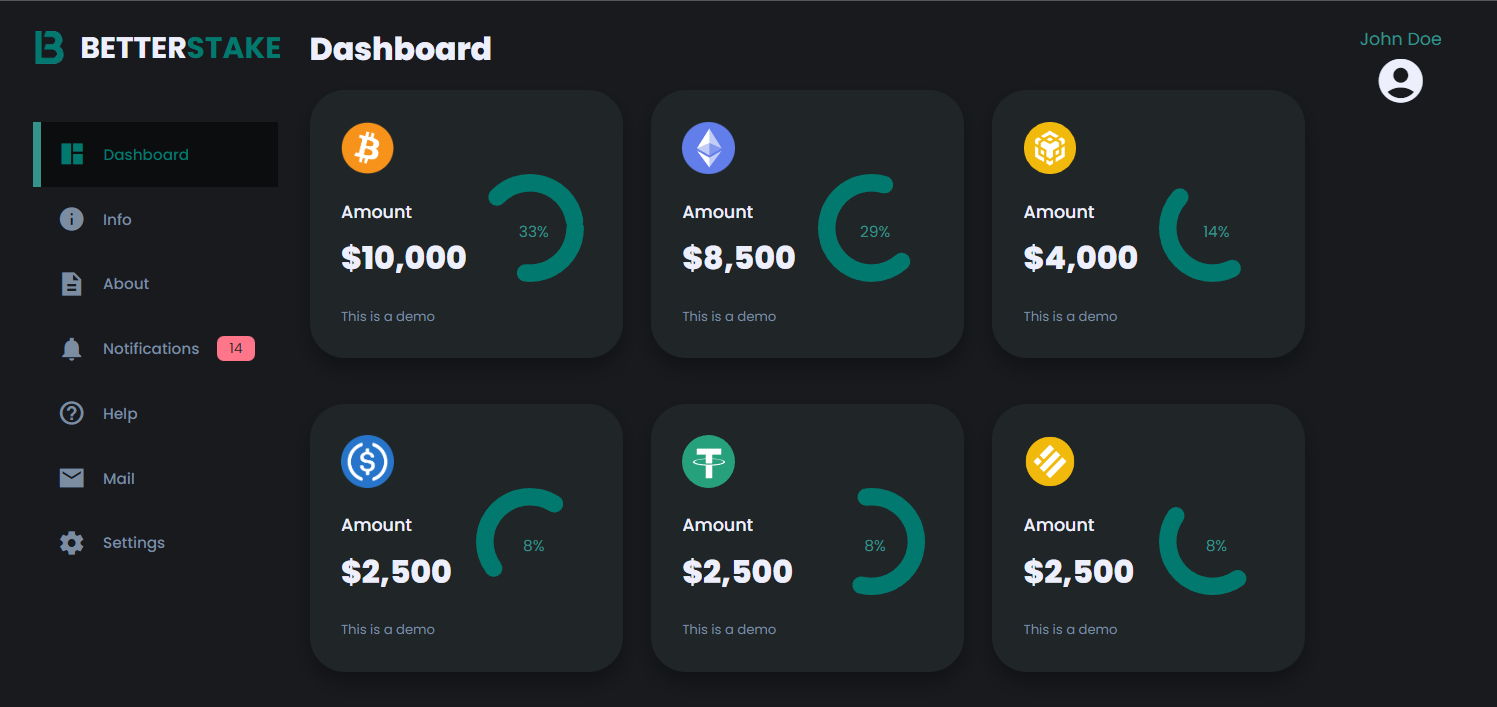 BETTERSTAKE
Dashboard
John Doe
Dashboard
Info
About
Notifications 14
Help
Mail
Settings
Amount
33%
$10,000
This is a demo
Amount
29%
$8,500
This is a demo
Amount
14%
$4,000
This is a demo
Amount
8%
$2,500
This is a demo
Amount
8%
$2,500
This is a demo
Amount
8%
$2,500
This is a demo